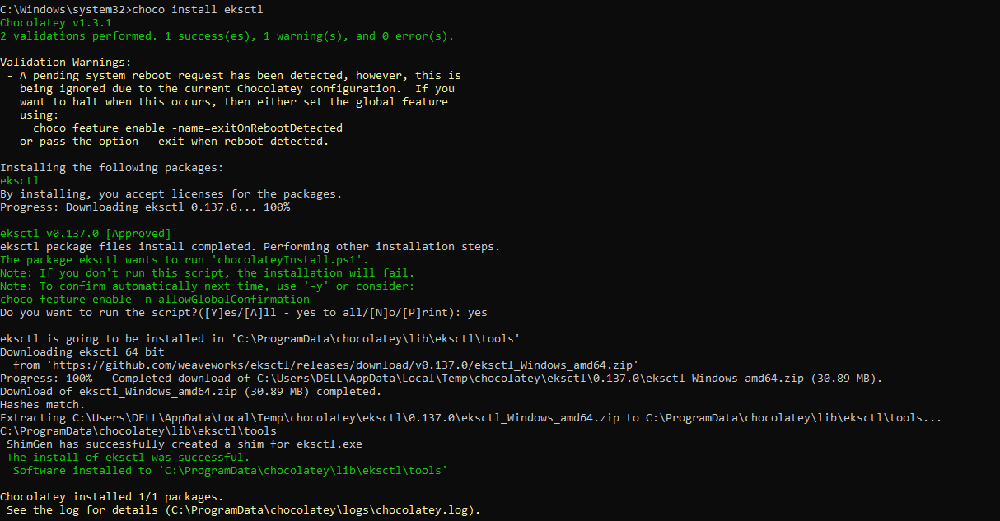 C:\Windows\system32>choco install eksctl
Chocolatey v1.3.1
2 validations performed. 1 success(es), 1 warning(s), and 0 error(s).

Validation Warnings:
 - A pending system reboot request has been detected, however, this is
   being ignored due to the current Chocolatey configuration.  If you
   want to halt when this occurs, then either set the global feature
   using:
     choco feature enable -name=exitOnRebootDetected
   or pass the option --exit-when-reboot-detected.

Installing the following packages:
eksctl
By installing, you accept licenses for the packages.
Progress: Downloading eksctl 0.137.0... 100%

eksctl v0.137.0 [Approved]
eksctl package files install completed. Performing other installation steps.
The package eksctl wants to run 'chocolateyInstall.ps1'.
Note: If you don't run this script, the installation will fail.
Note: To confirm automatically next time, use '-y' or consider:
choco feature enable -n allowGlobalConfirmation
Do you want to run the script?([Y]es/[A]ll - yes to all/[N]o/[P]rint): yes

eksctl is going to be installed in 'C:\ProgramData\chocolatey\lib\eksctl\tools'
Downloading eksctl 64 bit
  from 'https://github.com/weaveworks/eksctl/releases/download/v0.137.0/eksctl_Windows_amd64.zip'
Progress: 100% - Completed download of C:\Users\DELL\AppData\Local\Temp\chocolatey\eksctl\0.137.0\eksctl_Windows_amd64.zip (30.89 MB).
Download of eksctl_Windows_amd64.zip (30.89 MB) completed.
Hashes match.
Extracting C:\Users\DELL\AppData\Local\Temp\chocolatey\eksctl\0.137.0\eksctl_Windows_amd64.zip to C:\ProgramData\chocolatey\lib\eksctl\tools...
C:\ProgramData\chocolatey\lib\eksctl\tools
 ShimGen has successfully created a shim for eksctl.exe
 The install of eksctl was successful.
  Software installed to 'C:\ProgramData\chocolatey\lib\eksctl\tools'

Chocolatey installed 1/1 packages.
 See the log for details (C:\ProgramData\chocolatey\logs\chocolatey.log).